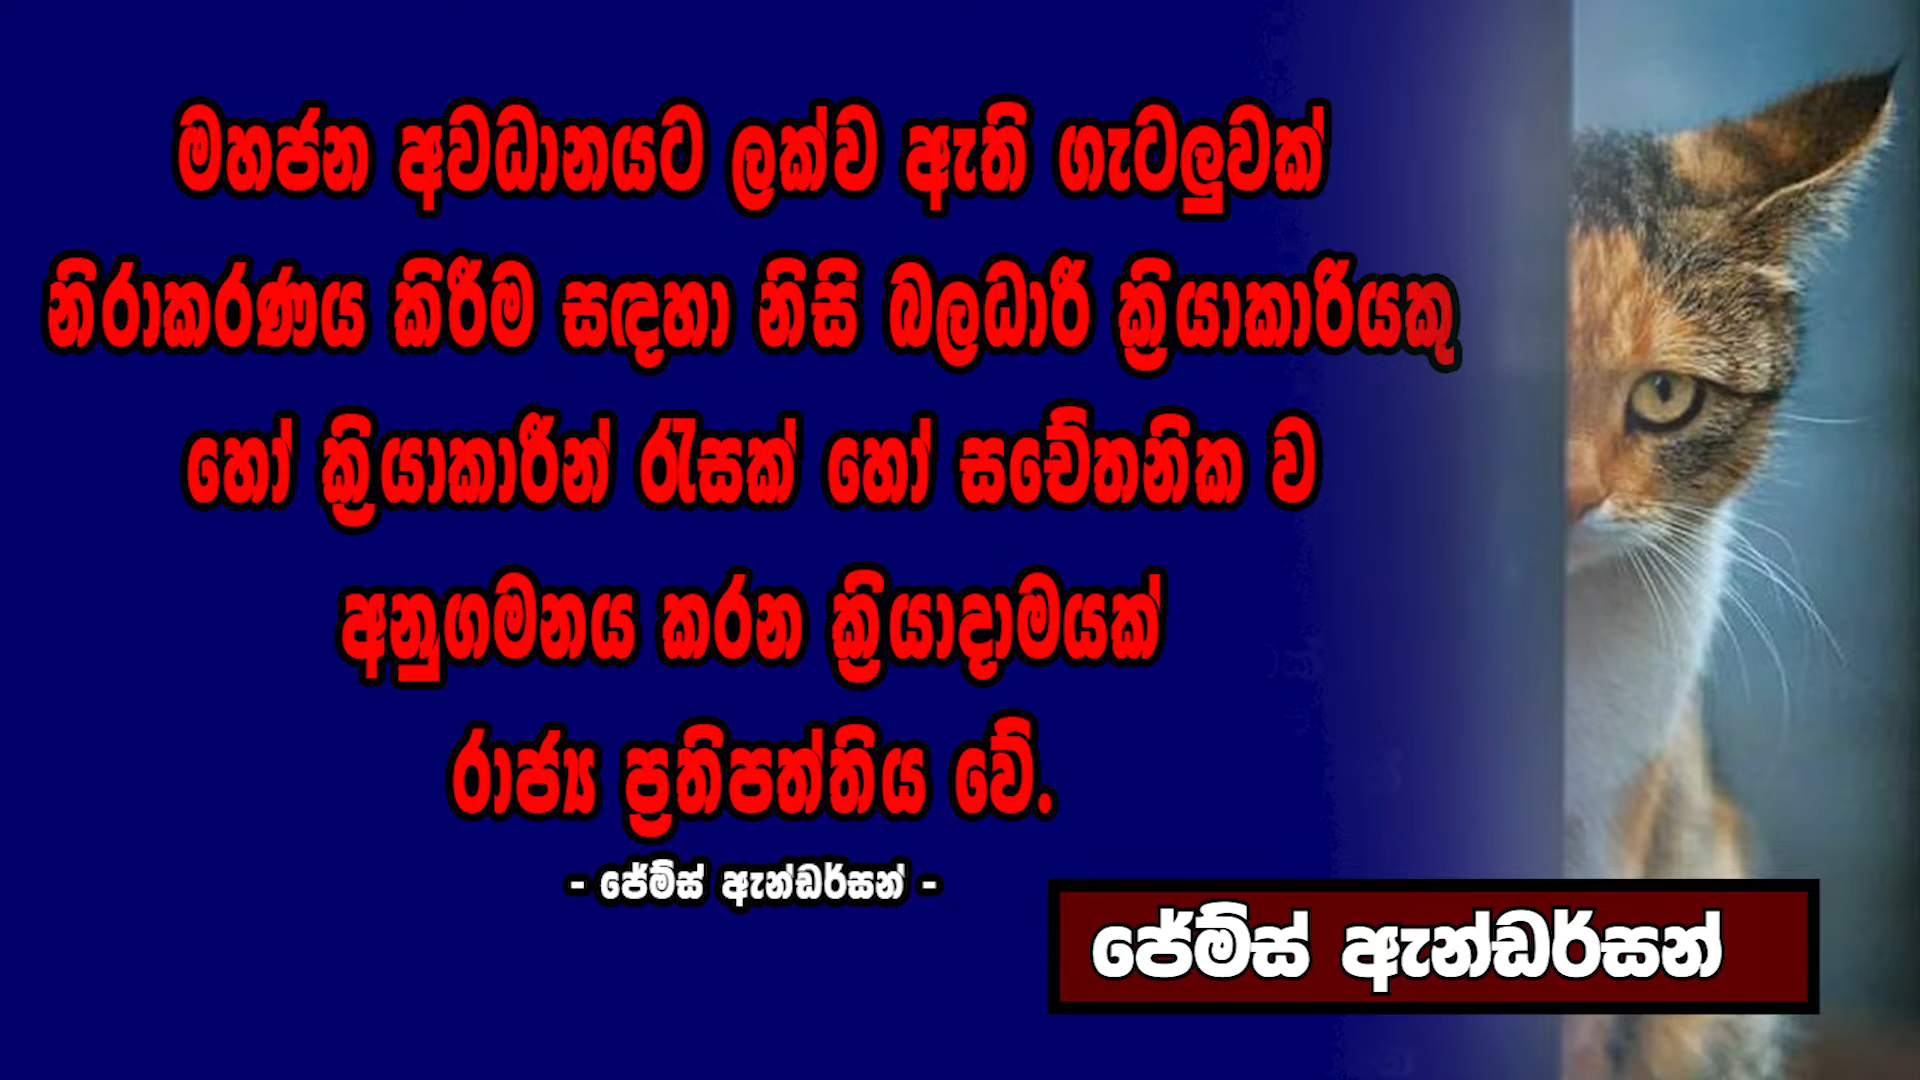 මහජන අවධානයට ලක්ව ඇති ගැටලුවක්
නිරාකරණය කිරීම සඳහා නිසි බලධාරී ක්‍රියාකාරියකු
හෝ ක්‍රියාකාරීන් රැසක් හෝ සචේතනික ව
අනුගමනය කරන ක්‍රියාදාමයක්
රාජ්‍ය ප්‍රතිපත්තිය වේ.
- ජේම්ස් ඇන්ඩර්සන් -
ජේම්ස් ඇන්ඩර්සන්